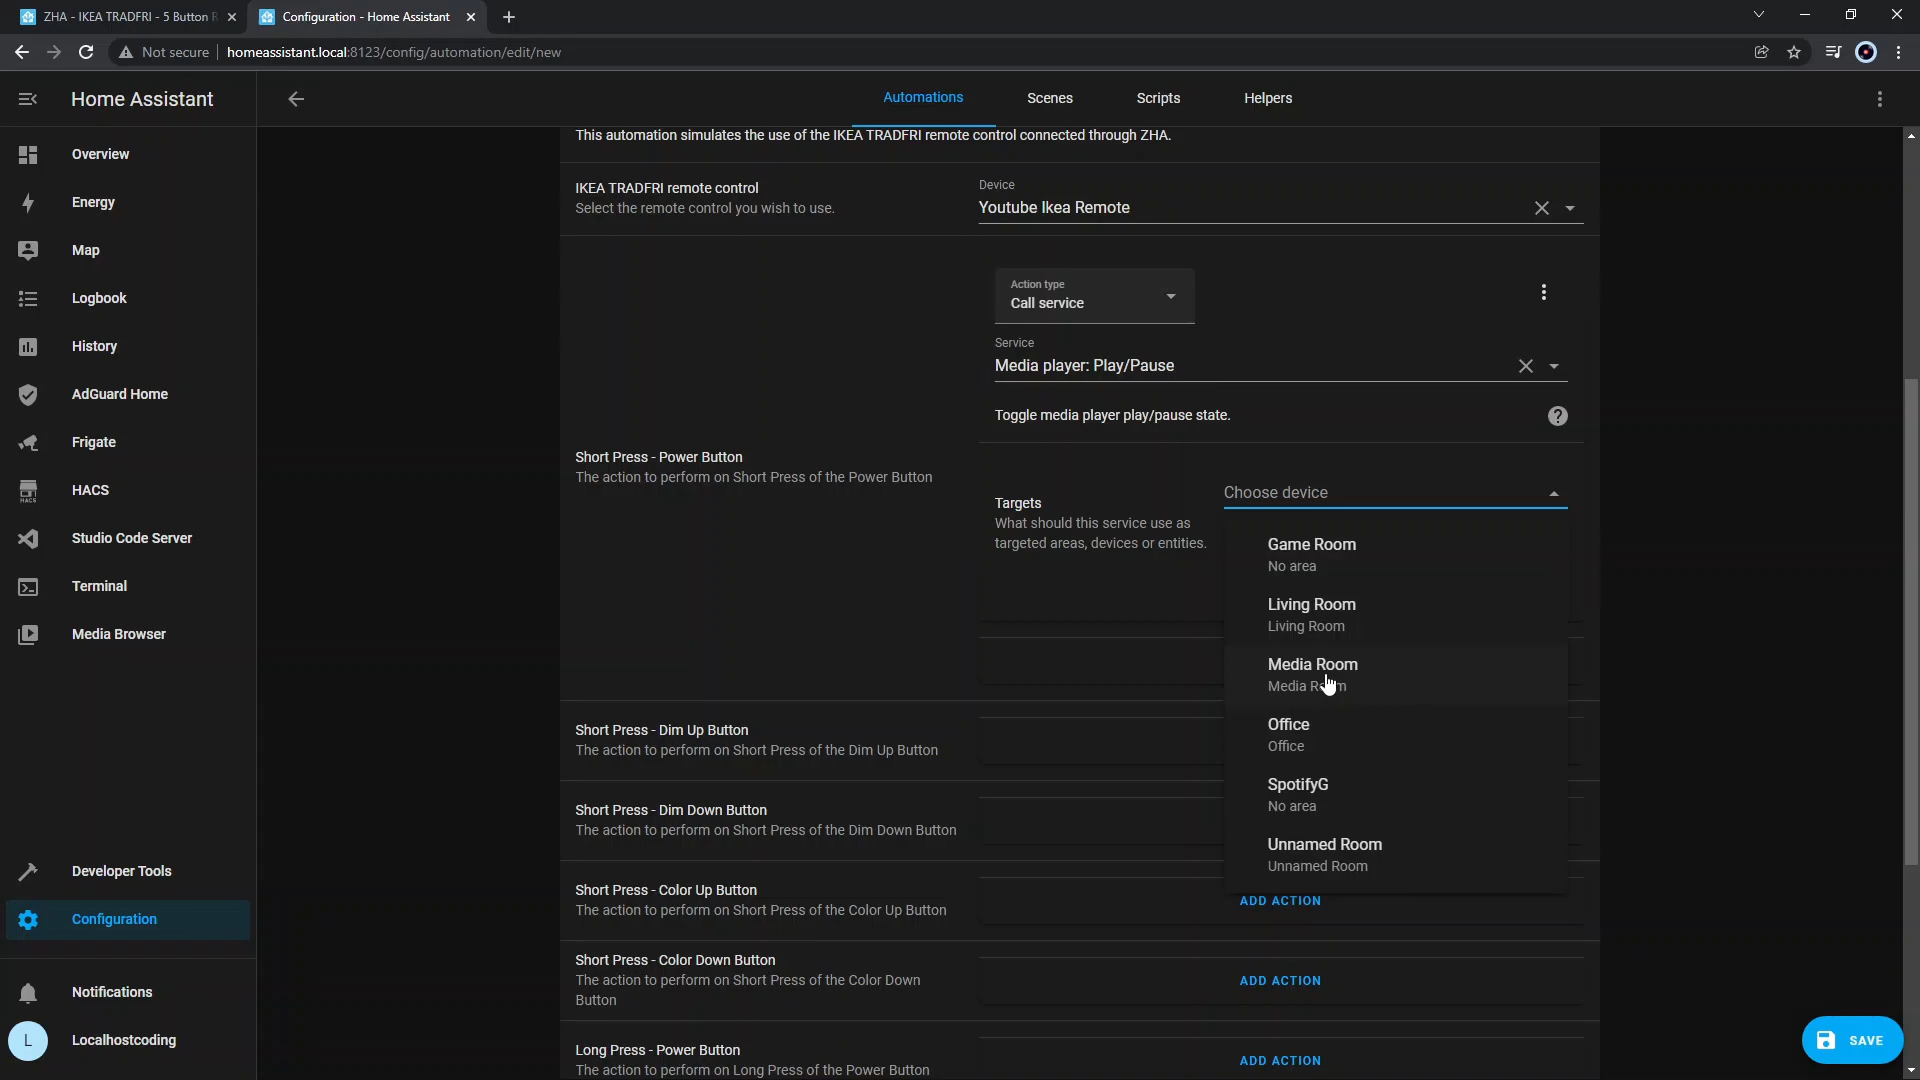 ZHA - IKEA TRADFRI - 5 Button R
Configuration - Home Assistant
Not secure
homeassistant.local:8123/config/automation/edit/new
Home Assistant
Automations
Scenes
Scripts
Helpers
Overview
Energy
Map
Logbook
History
AdGuard Home
Frigate
HACS
HACS
Studio Code Server
Terminal
Media Browser
Developer Tools
Configuration
Notifications
L
Localhostcoding
This automation simulates the use of the IKEA TRADFRI remote control connected through ZHA.
IKEA TRADFRI remote control
Select the remote control you wish to use.
Device
Youtube Ikea Remote
Short Press - Power Button
The action to perform on Short Press of the Power Button
Action type
Call service
Service
Media player: Play/Pause
Toggle media player play/pause state.
Targets
What should this service use as
targeted areas, devices or entities.
Choose device
Game Room
No area
Living Room
Living Room
Media Room
Media Room
Office
Office
SpotifyG
No area
Unnamed Room
Unnamed Room
Short Press - Dim Up Button
The action to perform on Short Press of the Dim Up Button
Short Press - Dim Down Button
The action to perform on Short Press of the Dim Down Button
Short Press - Color Up Button
The action to perform on Short Press of the Color Up Button
ADD ACTION
Short Press - Color Down Button
The action to perform on Short Press of the Color Down
Button
ADD ACTION
Long Press - Power Button
The action to perform on Long Press of the Power Button
ADD ACTION
SAVE